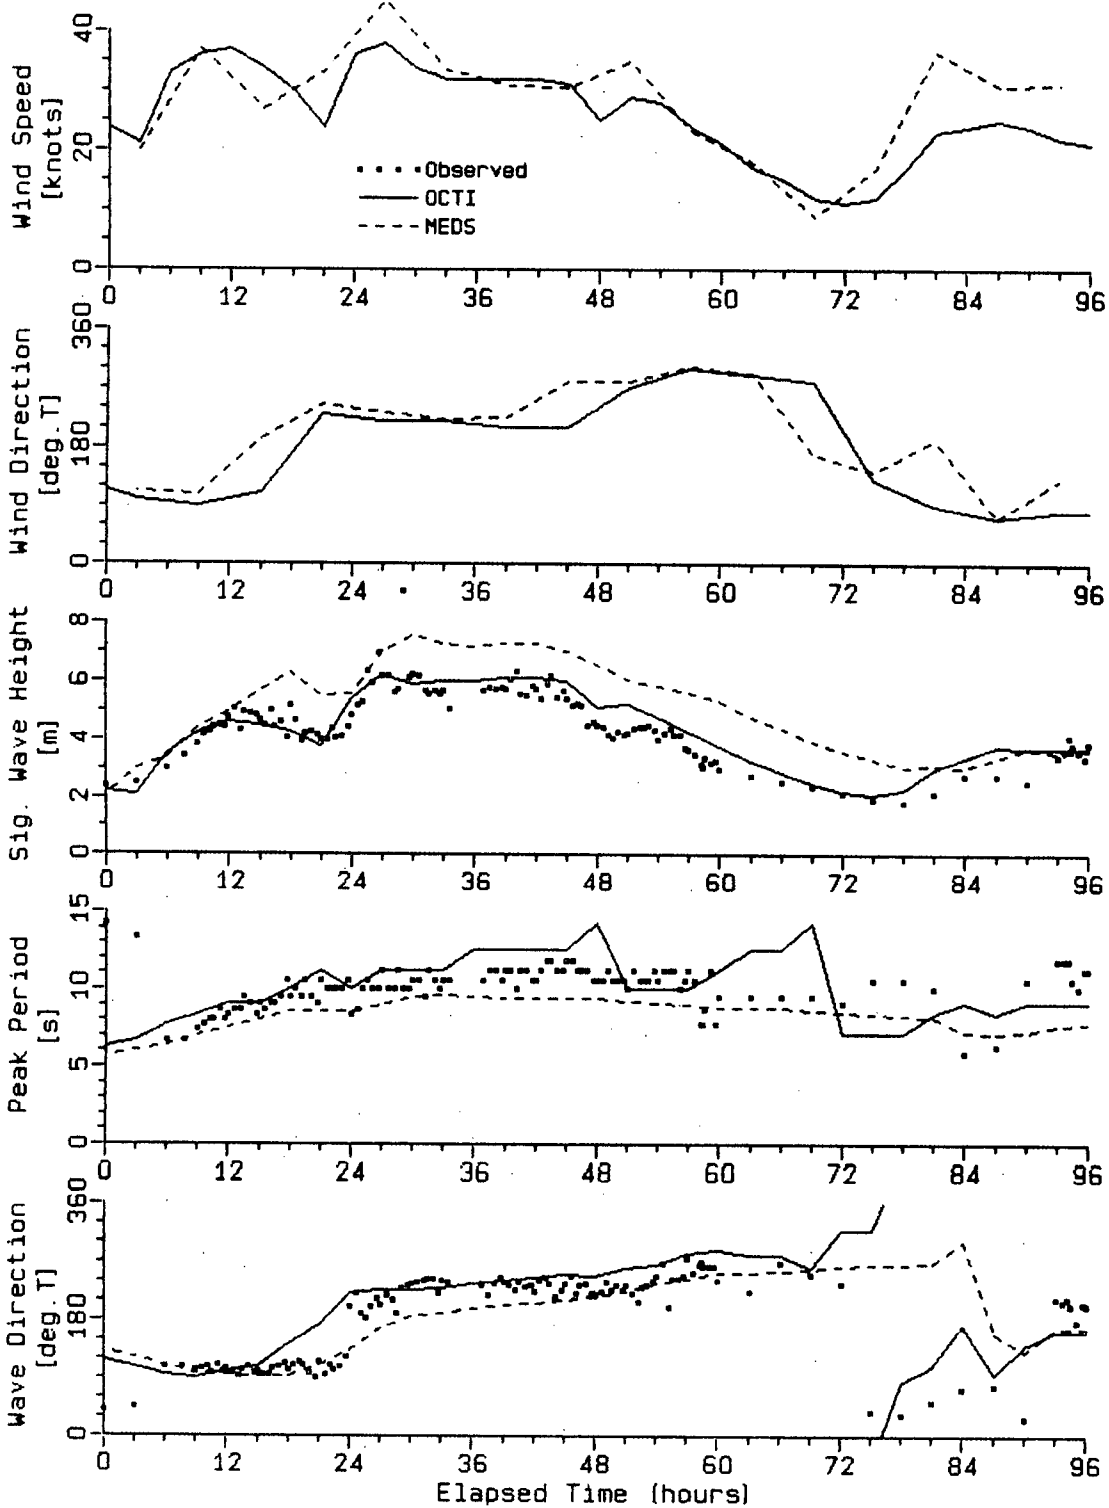 Wind Speed
[knots]
40
20
0
Observed
OCTI
MEDS
0 12 24 36 48 60 72 84 96
Wind Direction
[deg.T]
360
180
0
0 12 24 36 48 60 72 84 96
Sig. Wave Height
[m]
8
6
4
2
0
0 12 24 36 48 60 72 84 96
Peak Period
[s]
15
10
5
0
0 12 24 36 48 60 72 84 96
Wave Direction
[deg.T]
360
180
0
0 12 24 36 48 60 72 84 96
Elapsed Time (hours)